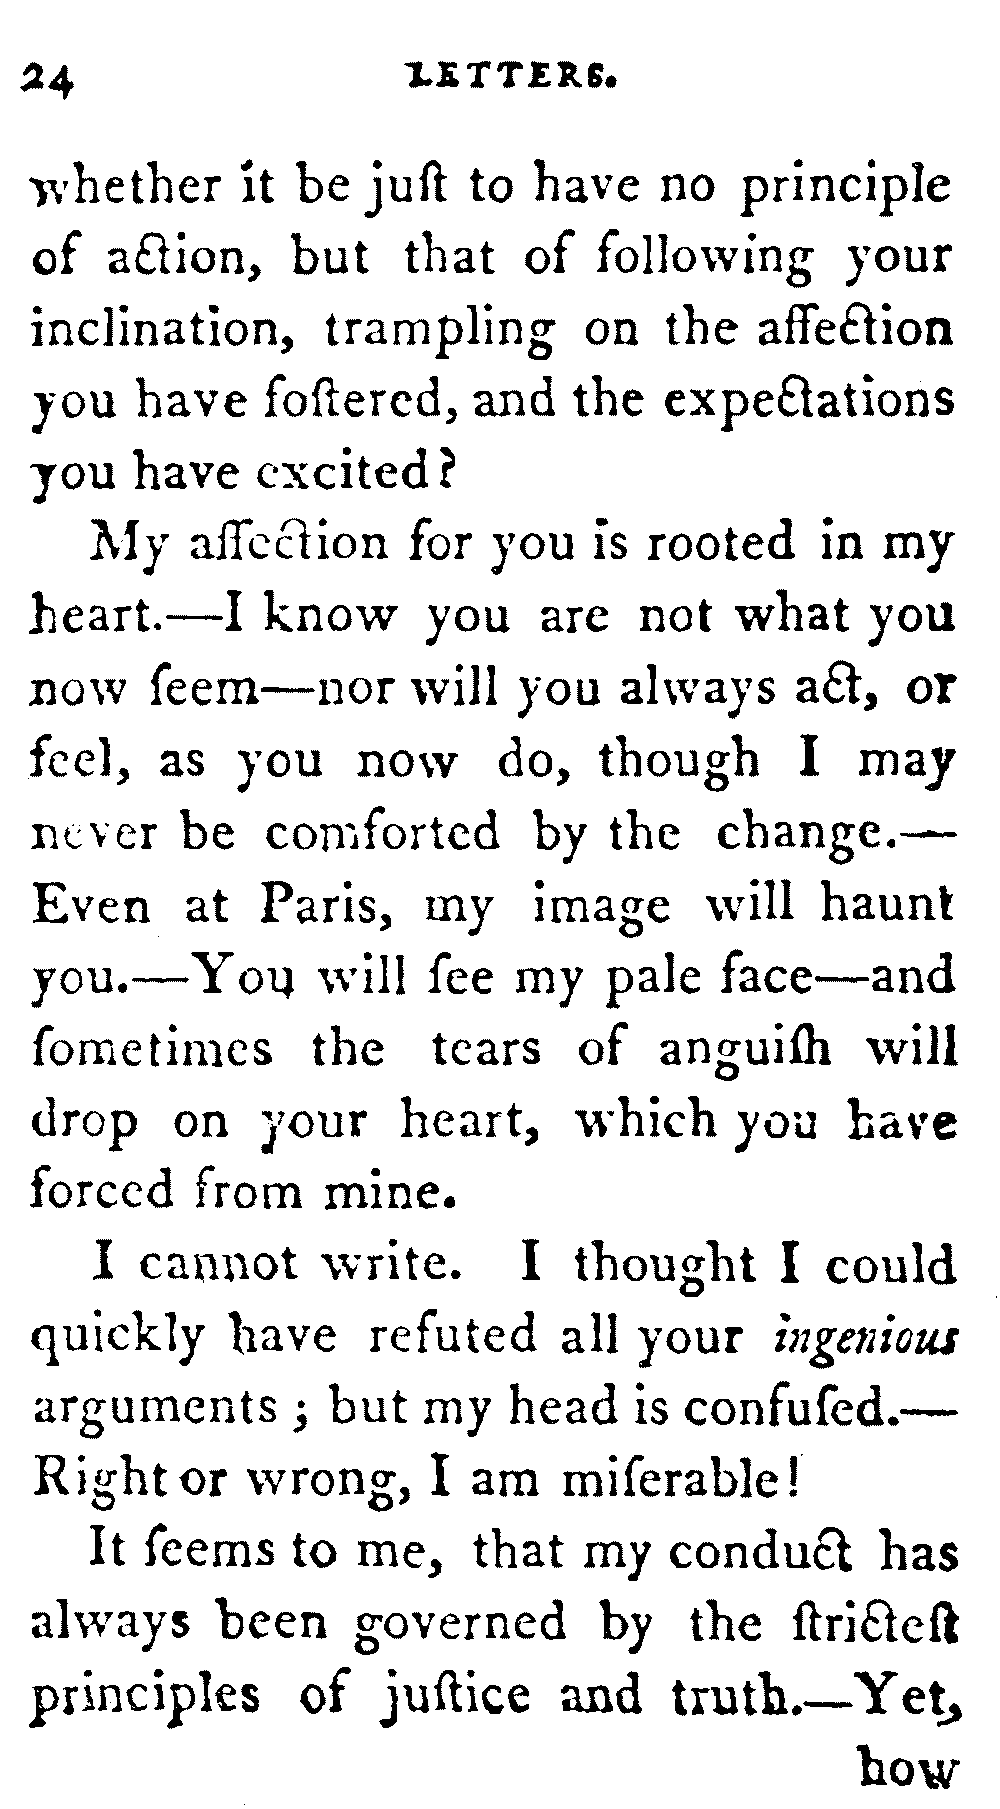 24 LETTERS.
whether it be juſt to have no principle
of action, but that of following your
inclination, trampling on the affection
you have foſtered, and the expectations
you have excited?
My affection for you is rooted in my
heart.—I know you are not what you
now ſeem—nor will you always act, or
feel, as you now do, though I may
never be comforted by the change.—
Even at Paris, my image will haunt
you.—You will ſee my pale face—and
ſometimes the tears of anguiſh will
drop on your heart, which you have
forced from mine.
I cannot write. I thought I could
quickly have refuted all your ingenious
arguments ; but my head is confuſed.—
Right or wrong, I am miſerable!
It ſeems to me, that my conduct has
always been governed by the ſtricteſt
principles of juſtice and truth.—Yet,
how